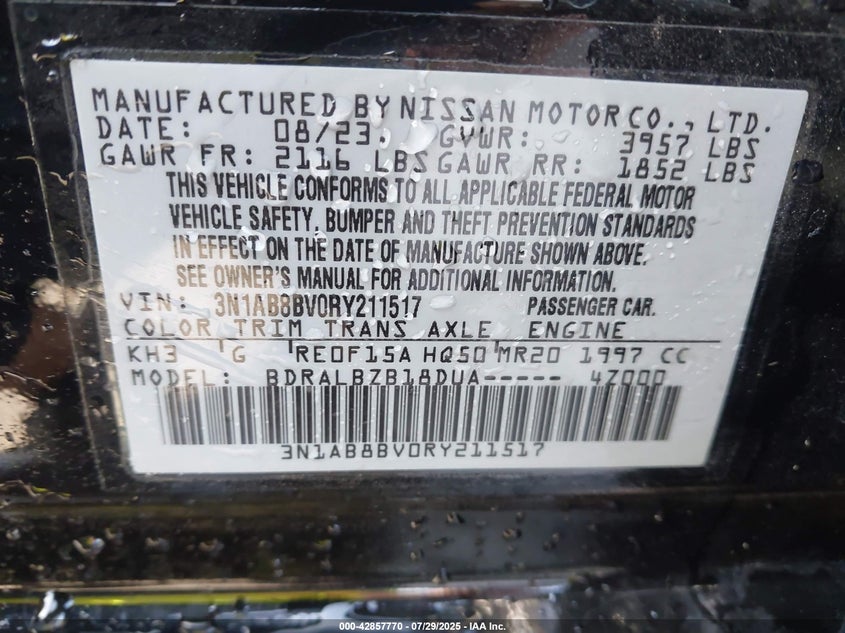 MANUFACTURED BY NISSAN MOTOR CO., LTD.
DATE: 08/23 GVWR: 3957 LBS
GAWR FR: 2116 LBS GAWR RR: 1852 LBS
THIS VEHICLE CONFORMS TO ALL APPLICABLE FEDERAL MOTOR
VEHICLE SAFETY, BUMPER AND THEFT PREVENTION STANDARDS
IN EFFECT ON THE DATE OF MANUFACTURE SHOWN ABOVE.
SEE OWNER'S MANUAL FOR ADDITIONAL INFORMATION.
VIN: 3N1AB8BV0RY211517 PASSENGER CAR.
COLOR TRIM TRANS AXLE ENGINE
KH3 G RE0F15A HQ50 MR20 1997 CC
MODEL: BDRALBZB18DUA----- 4Z000
3N1AB8BV0RY211517
000-42857770 - 07/29/2025 - IAA Inc.